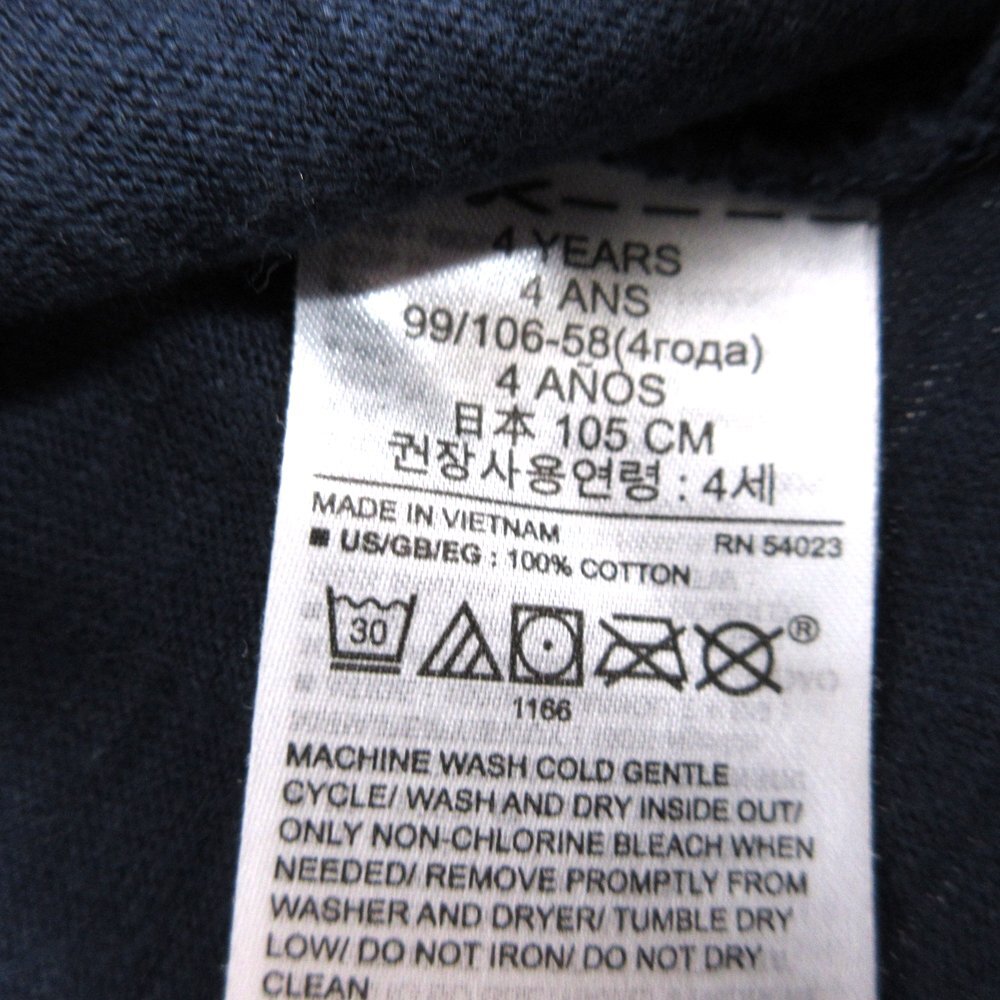 4 YEARS
4 ANS
99/106-58(4года)
4 AÑOS
日本 105 CM
권장사용연령 : 4세
MADE IN VIETNAM
RN 54023
■ US/GB/EG : 100% COTTON
30
®
1166
MACHINE WASH COLD GENTLE
CYCLE/ WASH AND DRY INSIDE OUT/
ONLY NON-CHLORINE BLEACH WHEN
NEEDED/ REMOVE PROMPTLY FROM
WASHER AND DRYER/ TUMBLE DRY
LOW/ DO NOT IRON/ DO NOT DRY
CLEAN